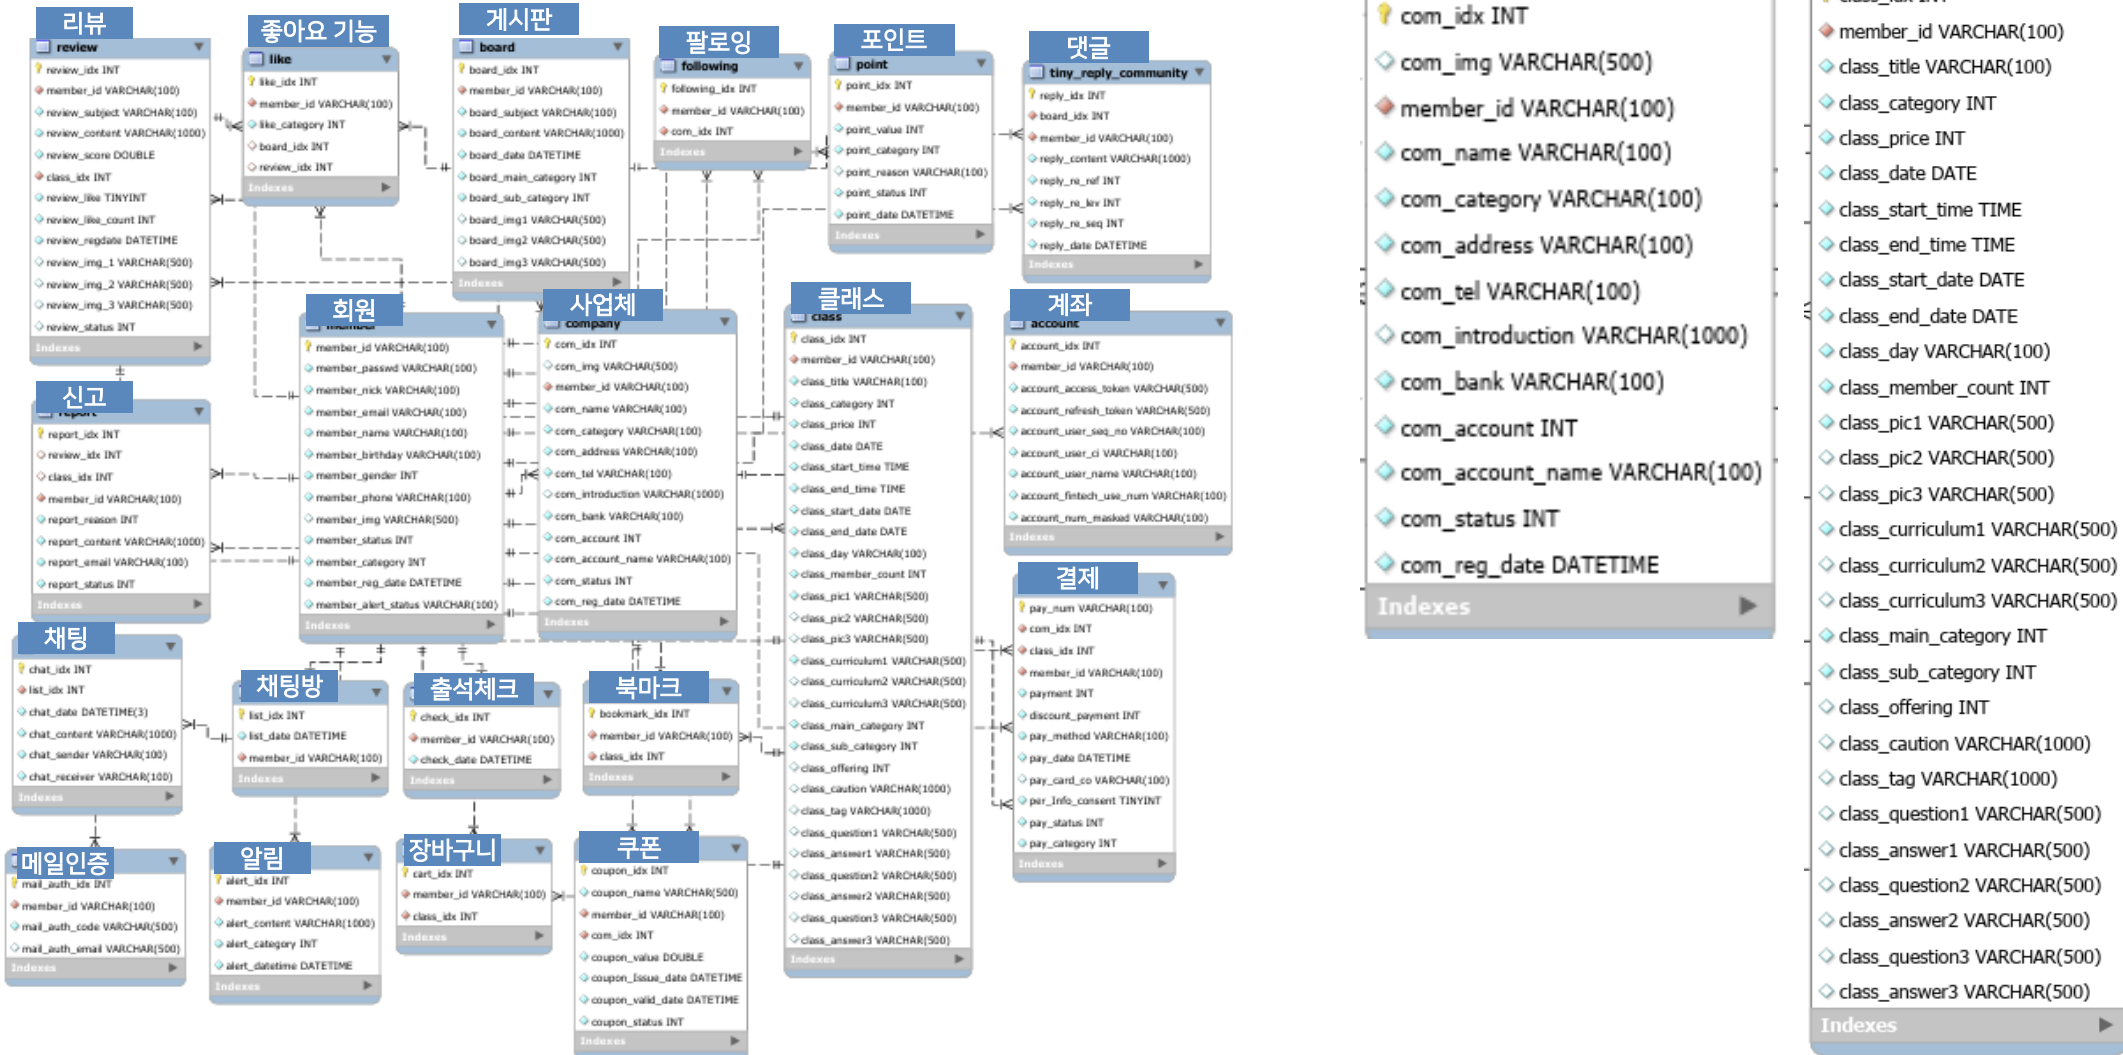 리뷰
review
review_idx INT
member_id VARCHAR(100)
review_subject VARCHAR(100)
review_content VARCHAR(1000)
review_score DOUBLE
class_idx INT
review_like TINYINT
review_like_count INT
review_regdate DATETIME
review_img_1 VARCHAR(500)
review_img_2 VARCHAR(500)
review_img_3 VARCHAR(500)
review_status INT
Indexes
좋아요 기능
like
like_idx INT
member_id VARCHAR(100)
like_category INT
board_idx INT
review_idx INT
Indexes
게시판
board
board_idx INT
member_id VARCHAR(100)
board_subject VARCHAR(100)
board_content VARCHAR(1000)
board_date DATETIME
board_main_category INT
board_sub_category INT
board_img1 VARCHAR(500)
board_img2 VARCHAR(500)
board_img3 VARCHAR(500)
Indexes
팔로잉
following
following_idx INT
member_id VARCHAR(100)
com_idx INT
Indexes
포인트
point
point_idx INT
member_id VARCHAR(100)
point_value INT
point_category INT
point_reason VARCHAR(100)
point_status INT
point_date DATETIME
Indexes
댓글
tiny_reply_community
reply_idx INT
board_idx INT
member_id VARCHAR(100)
reply_content VARCHAR(1000)
reply_re_ref INT
reply_re_lev INT
reply_re_seq INT
reply_date DATETIME
Indexes
신고
report
report_idx INT
review_idx INT
class_idx INT
member_id VARCHAR(100)
report_reason INT
report_content VARCHAR(1000)
report_email VARCHAR(100)
report_status INT
Indexes
회원
member
member_id VARCHAR(100)
member_passwd VARCHAR(100)
member_nick VARCHAR(100)
member_email VARCHAR(100)
member_name VARCHAR(100)
member_birthday VARCHAR(100)
member_gender INT
member_phone VARCHAR(100)
member_img VARCHAR(500)
member_status INT
member_category INT
member_reg_date DATETIME
member_alert_status VARCHAR(100)
Indexes
사업체
company
com_idx INT
com_img VARCHAR(500)
member_id VARCHAR(100)
com_name VARCHAR(100)
com_category VARCHAR(100)
com_address VARCHAR(100)
com_tel VARCHAR(100)
com_introduction VARCHAR(1000)
com_bank VARCHAR(100)
com_account INT
com_account_name VARCHAR(100)
com_status INT
com_reg_date DATETIME
Indexes
클래스
class
class_idx INT
member_id VARCHAR(100)
class_title VARCHAR(100)
class_category INT
class_price INT
class_date DATE
class_start_time TIME
class_end_time TIME
class_start_date DATE
class_end_date DATE
class_day VARCHAR(100)
class_member_count INT
class_pic1 VARCHAR(500)
class_pic2 VARCHAR(500)
class_pic3 VARCHAR(500)
class_curriculum1 VARCHAR(500)
class_curriculum2 VARCHAR(500)
class_curriculum3 VARCHAR(500)
class_main_category INT
class_sub_category INT
class_offering INT
class_caution VARCHAR(1000)
class_tag VARCHAR(1000)
class_question1 VARCHAR(500)
class_answer1 VARCHAR(500)
class_question2 VARCHAR(500)
class_answer2 VARCHAR(500)
class_question3 VARCHAR(500)
class_answer3 VARCHAR(500)
Indexes
계좌
account
account_idx INT
member_id VARCHAR(100)
account_access_token VARCHAR(500)
account_refresh_token VARCHAR(500)
account_user_seq_no VARCHAR(100)
account_user_ci VARCHAR(100)
account_user_name VARCHAR(100)
account_fintech_use_num VARCHAR(100)
account_num_masked VARCHAR(100)
Indexes
결제
pay_num VARCHAR(100)
com_idx INT
class_idx INT
member_id VARCHAR(100)
payment INT
discount_payment INT
pay_method VARCHAR(100)
pay_date DATETIME
pay_card_co VARCHAR(100)
per_Info_consent TINYINT
pay_status INT
pay_category INT
Indexes
채팅
chat_idx INT
list_idx INT
chat_date DATETIME(3)
chat_content VARCHAR(1000)
chat_sender VARCHAR(100)
chat_receiver VARCHAR(100)
Indexes
채팅방
list_idx INT
list_date DATETIME
member_id VARCHAR(100)
Indexes
출석체크
check_idx INT
member_id VARCHAR(100)
check_date DATETIME
Indexes
북마크
bookmark_idx INT
member_id VARCHAR(100)
class_idx INT
Indexes
메일인증
mail_auth_idx INT
member_id VARCHAR(100)
mail_auth_code VARCHAR(500)
mail_auth_email VARCHAR(500)
Indexes
알림
alert_idx INT
member_id VARCHAR(100)
alert_content VARCHAR(1000)
alert_category INT
alert_datetime DATETIME
Indexes
장바구니
cart_idx INT
member_id VARCHAR(100)
class_idx INT
Indexes
쿠폰
coupon_idx INT
coupon_name VARCHAR(500)
member_id VARCHAR(100)
com_idx INT
coupon_value DOUBLE
coupon_Issue_date DATETIME
coupon_valid_date DATETIME
coupon_status INT
Indexes
com_idx INT
com_img VARCHAR(500)
member_id VARCHAR(100)
com_name VARCHAR(100)
com_category VARCHAR(100)
com_address VARCHAR(100)
com_tel VARCHAR(100)
com_introduction VARCHAR(1000)
com_bank VARCHAR(100)
com_account INT
com_account_name VARCHAR(100)
com_status INT
com_reg_date DATETIME
Indexes
member_id VARCHAR(100)
class_title VARCHAR(100)
class_category INT
class_price INT
class_date DATE
class_start_time TIME
class_end_time TIME
class_start_date DATE
class_end_date DATE
class_day VARCHAR(100)
class_member_count INT
class_pic1 VARCHAR(500)
class_pic2 VARCHAR(500)
class_pic3 VARCHAR(500)
class_curriculum1 VARCHAR(500)
class_curriculum2 VARCHAR(500)
class_curriculum3 VARCHAR(500)
class_main_category INT
class_sub_category INT
class_offering INT
class_caution VARCHAR(1000)
class_tag VARCHAR(1000)
class_question1 VARCHAR(500)
class_answer1 VARCHAR(500)
class_question2 VARCHAR(500)
class_answer2 VARCHAR(500)
class_question3 VARCHAR(500)
class_answer3 VARCHAR(500)
Indexes